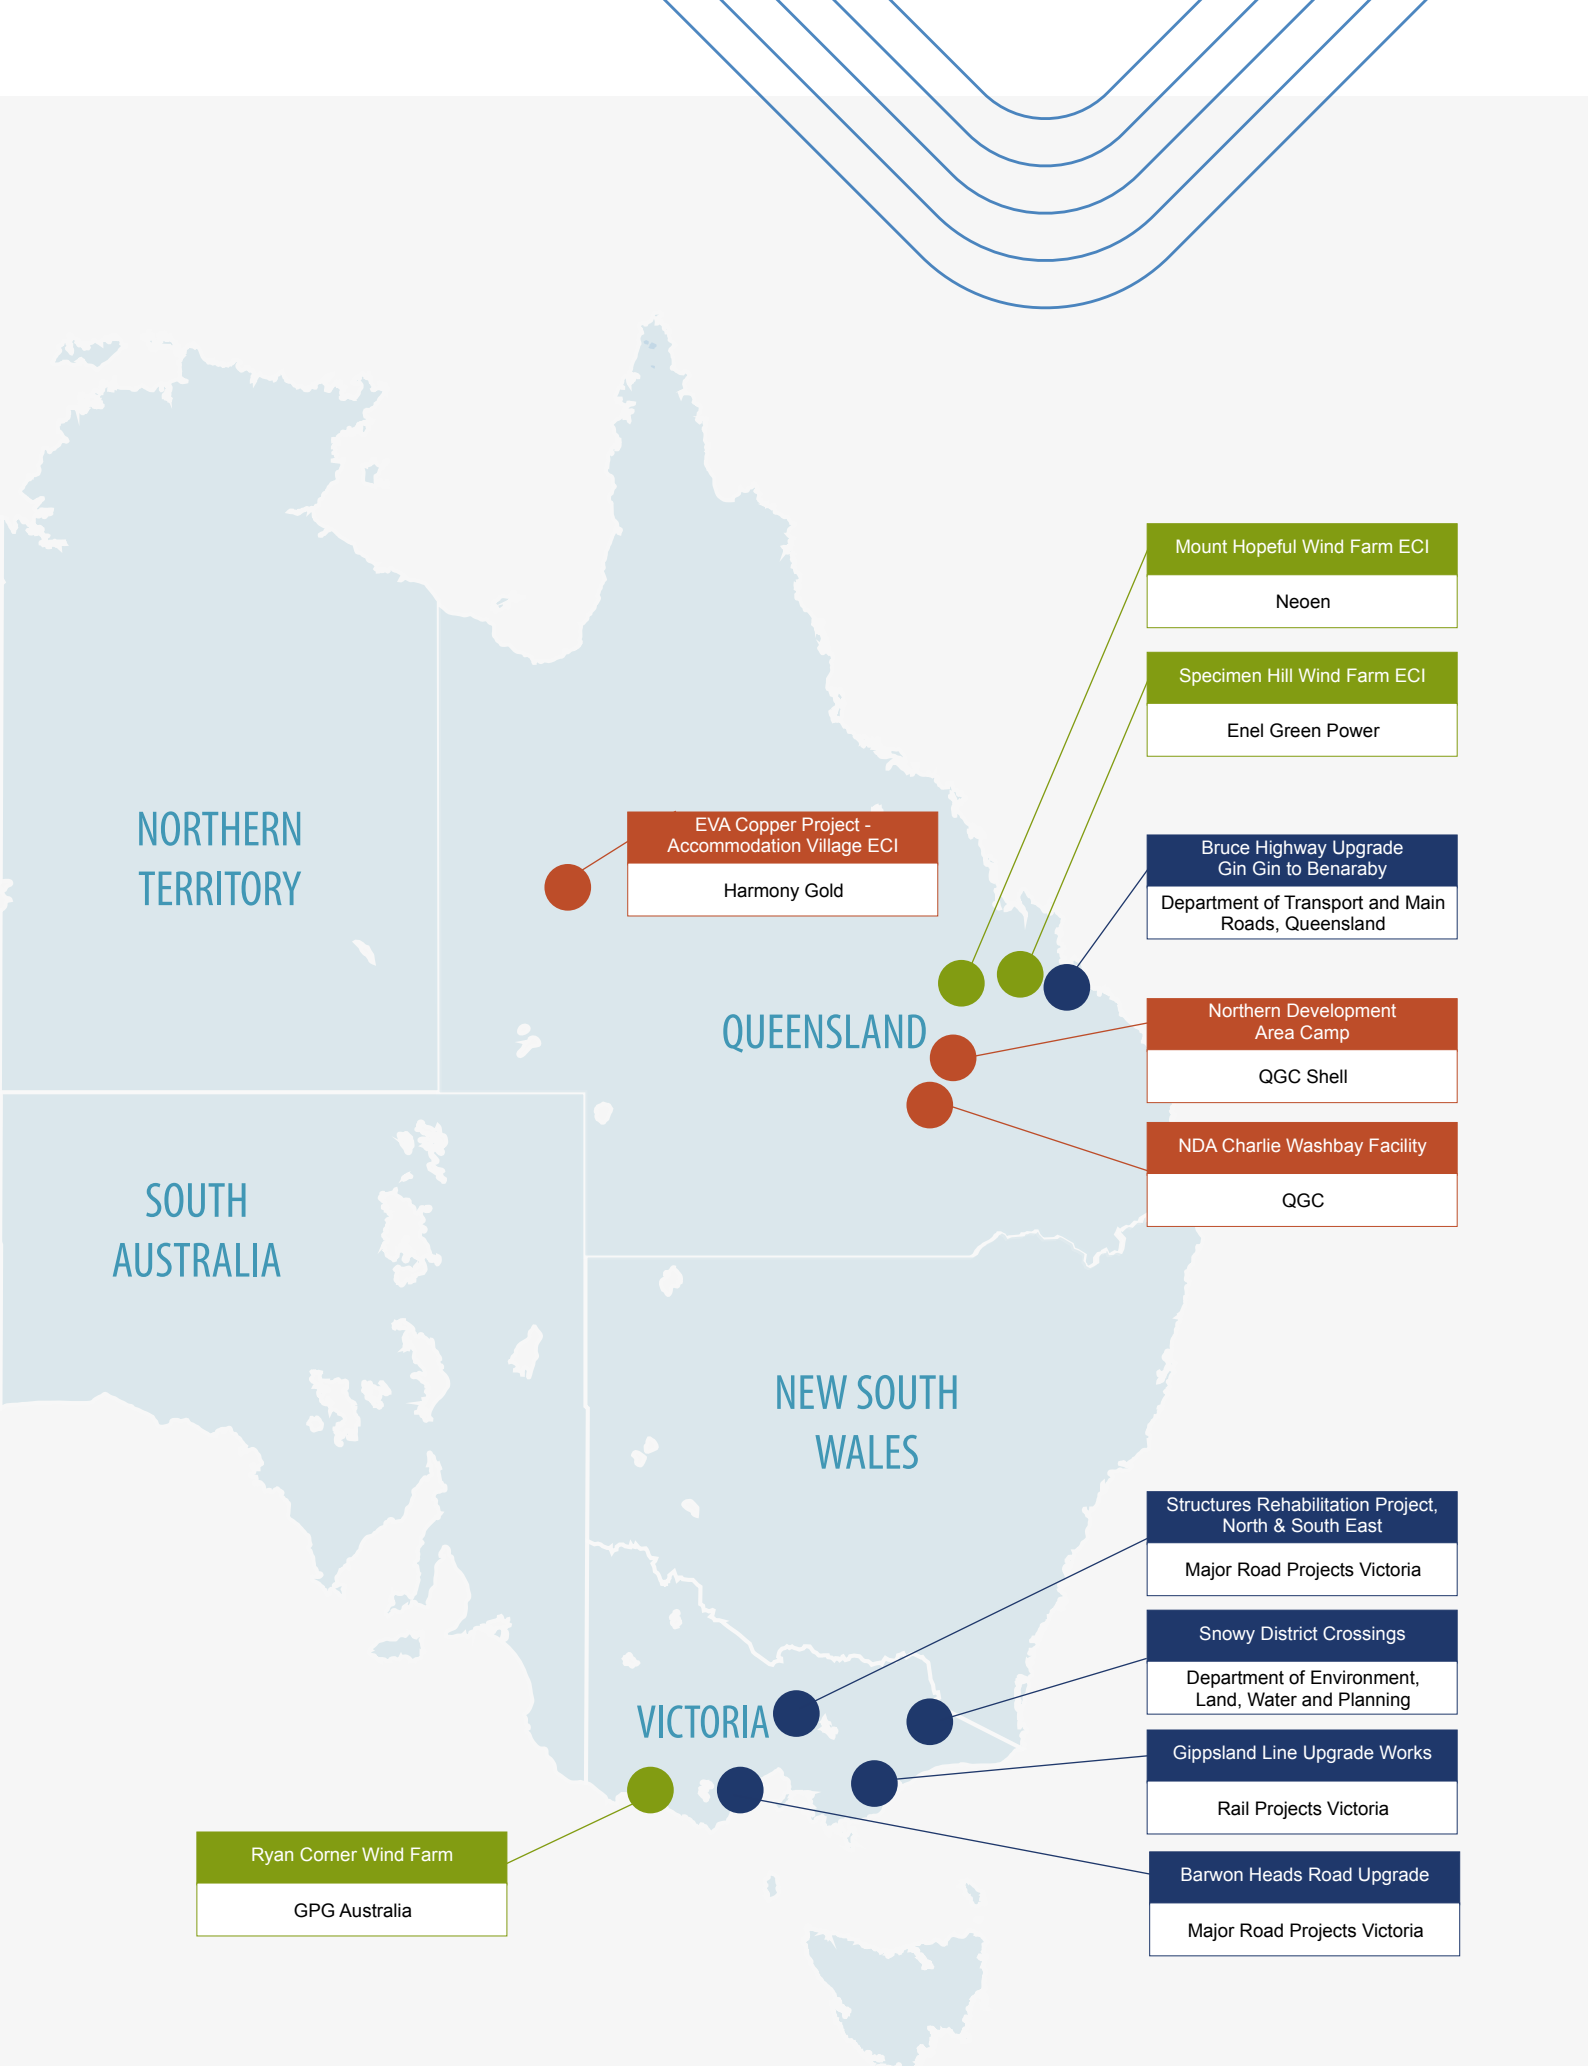 Mount Hopeful Wind Farm ECI
Neoen
Specimen Hill Wind Farm ECI
Enel Green Power
NORTHERN
TERRITORY
EVA Copper Project -
Accommodation Village ECI
Harmony Gold
Bruce Highway Upgrade
Gin Gin to Benaraby
Department of Transport and Main
Roads, Queensland
QUEENSLAND
Northern Development
Area Camp
QGC Shell
NDA Charlie Washbay Facility
QGC
SOUTH
AUSTRALIA
NEW SOUTH
WALES
Structures Rehabilitation Project,
North & South East
Major Road Projects Victoria
Snowy District Crossings
Department of Environment,
Land, Water and Planning
VICTORIA
Gippsland Line Upgrade Works
Rail Projects Victoria
Ryan Corner Wind Farm
GPG Australia
Barwon Heads Road Upgrade
Major Road Projects Victoria